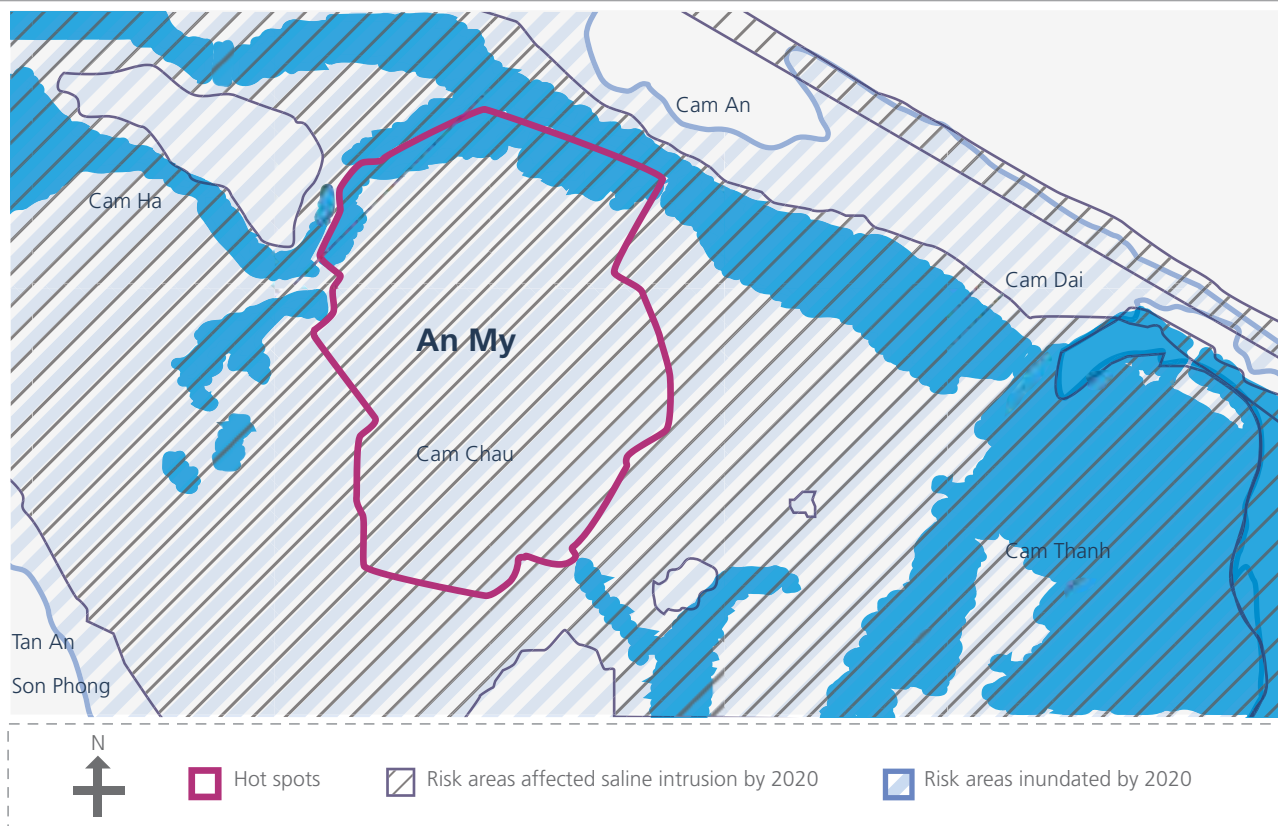 Cam An
Cam Ha
Cam Dai
An My
Cam Chau
Cam Thanh
Tan An
Son Phong
N
Hot spots
Risk areas affected saline intrusion by 2020
Risk areas inundated by 2020